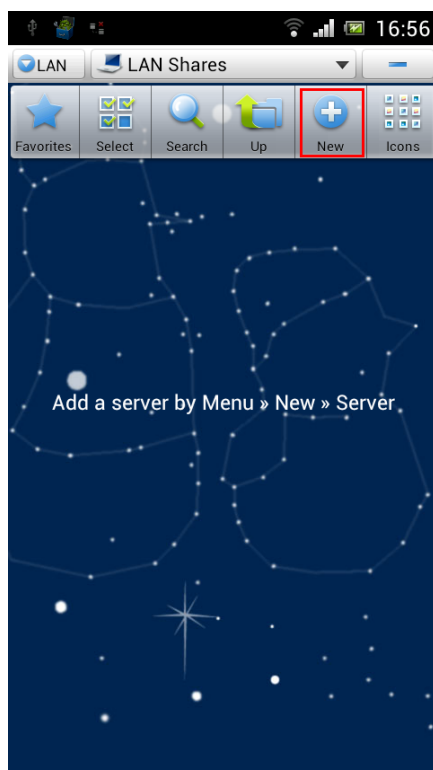 16:56
LAN
LAN Shares
Favorites Select Search Up New Icons
Add a server by Menu » New » Server